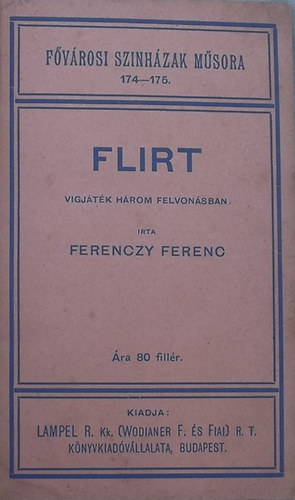 FŐVÁROSI SZINHÁZAK MŰSORA
174—175.
FLIRT
VIGJÁTÉK HÁROM FELVONÁSBAN
IRTA
FERENCZY FERENC
Ára 80 fillér.
KIADJA:
LAMPEL R. Kk. (WODIANER F. ÉS FIAI) R. T.
KÖNYVKIADÓVÁLLALATA, BUDAPEST.